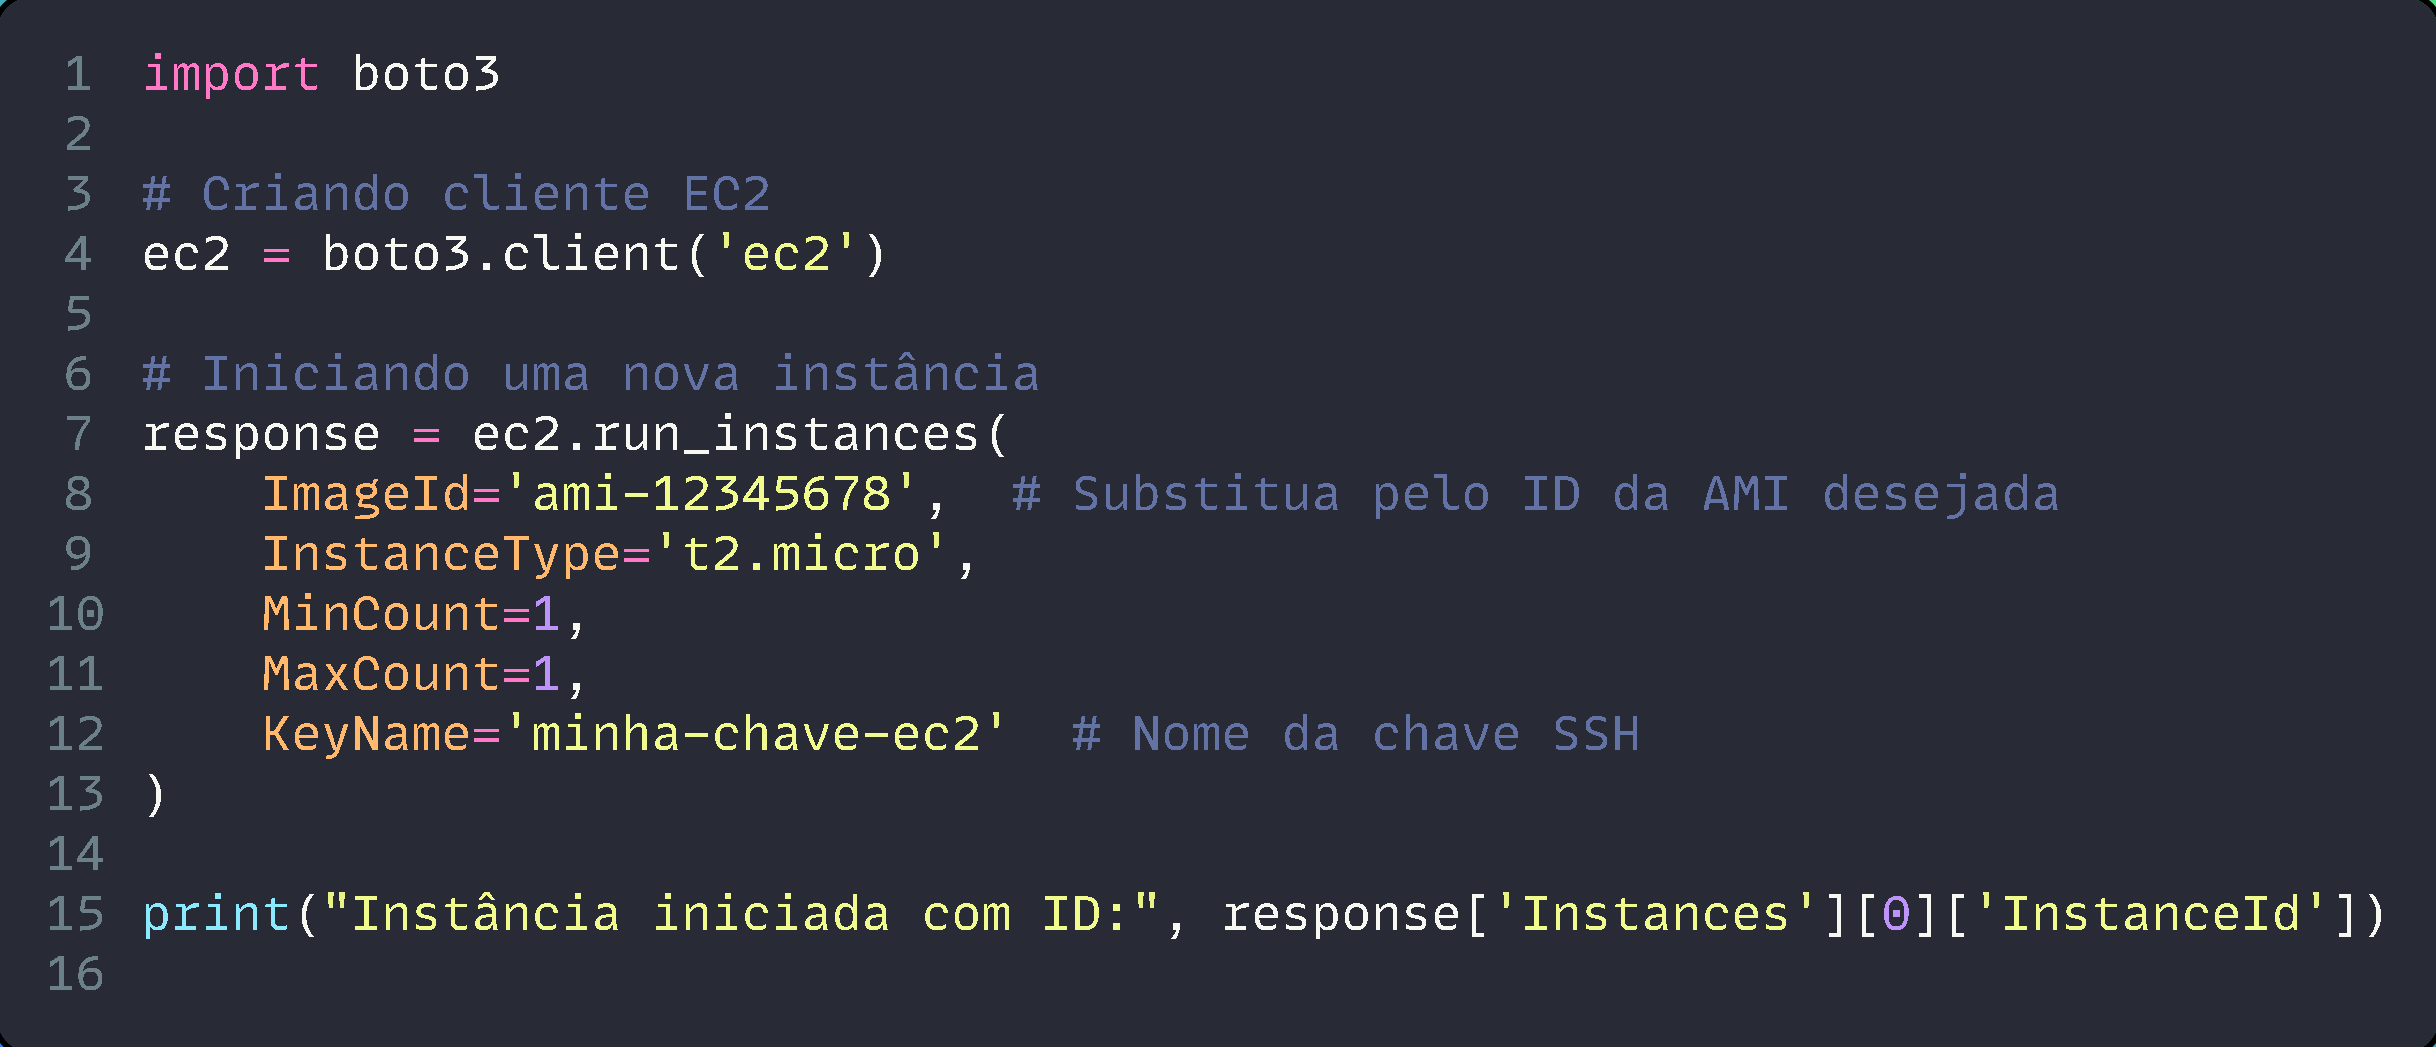 1 import boto3
2
3 # Criando cliente EC2
4 ec2 = boto3.client('ec2')
5
6 # Iniciando uma nova instância
7 response = ec2.run_instances(
8     ImageId='ami-12345678',  # Substitua pelo ID da AMI desejada
9     InstanceType='t2.micro',
10     MinCount=1,
11     MaxCount=1,
12     KeyName='minha-chave-ec2'  # Nome da chave SSH
13 )
14
15 print("Instância iniciada com ID:", response['Instances'][0]['InstanceId'])
16